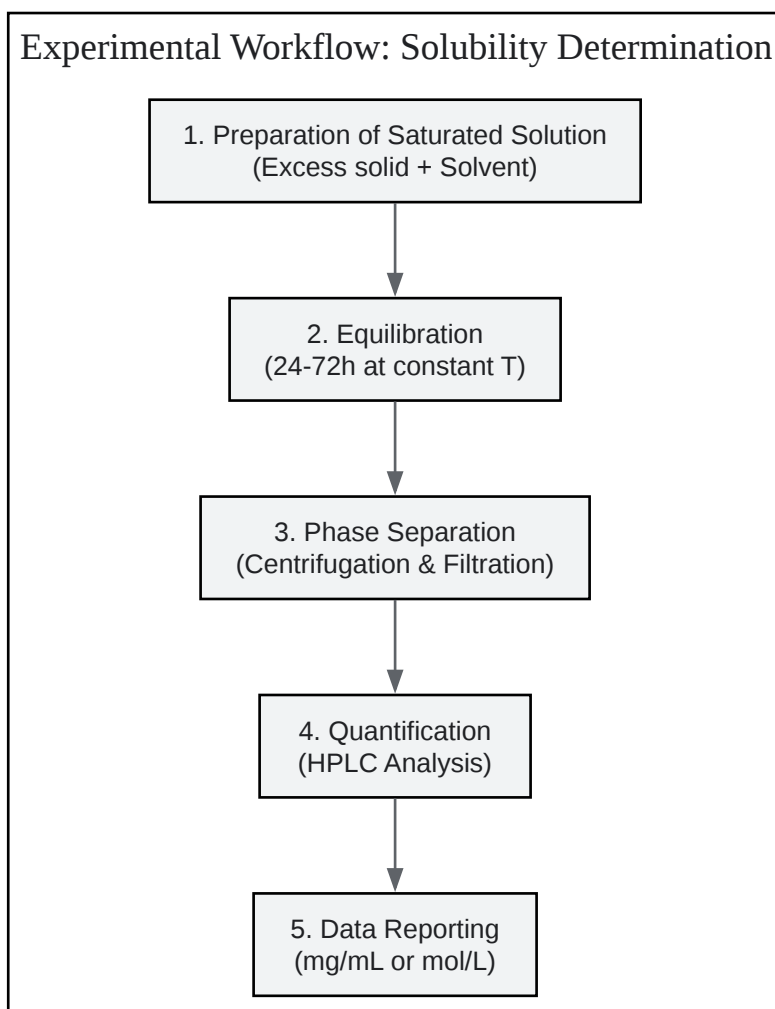 Experimental Workflow: Solubility Determination
1. Preparation of Saturated Solution
(Excess solid + Solvent)
2. Equilibration
(24-72h at constant T)
3. Phase Separation
(Centrifugation & Filtration)
4. Quantification
(HPLC Analysis)
5. Data Reporting
(mg/mL or mol/L)